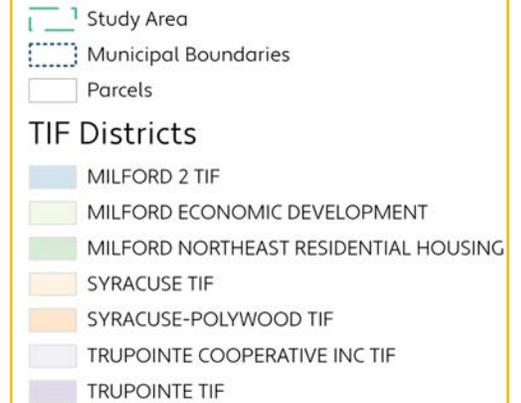 Study Area
Municipal Boundaries
Parcels
TIF Districts
MILFORD 2 TIF
MILFORD ECONOMIC DEVELOPMENT
MILFORD NORTHEAST RESIDENTIAL HOUSING
SYRACUSE TIF
SYRACUSE-POLYWOOD TIF
TRUPOINTE COOPERATIVE INC TIF
TRUPOINTE TIF